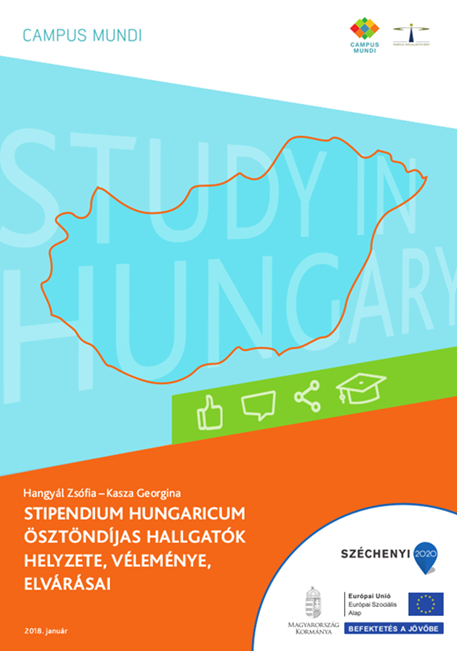 CAMPUS MUNDI
CAMPUS
MUNDI
STUDY IN
HUNGARY
Hangyál Zsófia – Kasza Georgina
STIPENDIUM HUNGARICUM
ÖSZTÖNDÍJAS HALLGATÓK
HELYZETE, VÉLEMÉNYE,
ELVÁRÁSAI
2018. január
SZÉCHENYI 2020
MAGYARORSZÁG
KORMÁNYA
Európai Unió
Európai Szociális
Alap
BEFEKTETÉS A JÖVŐBE